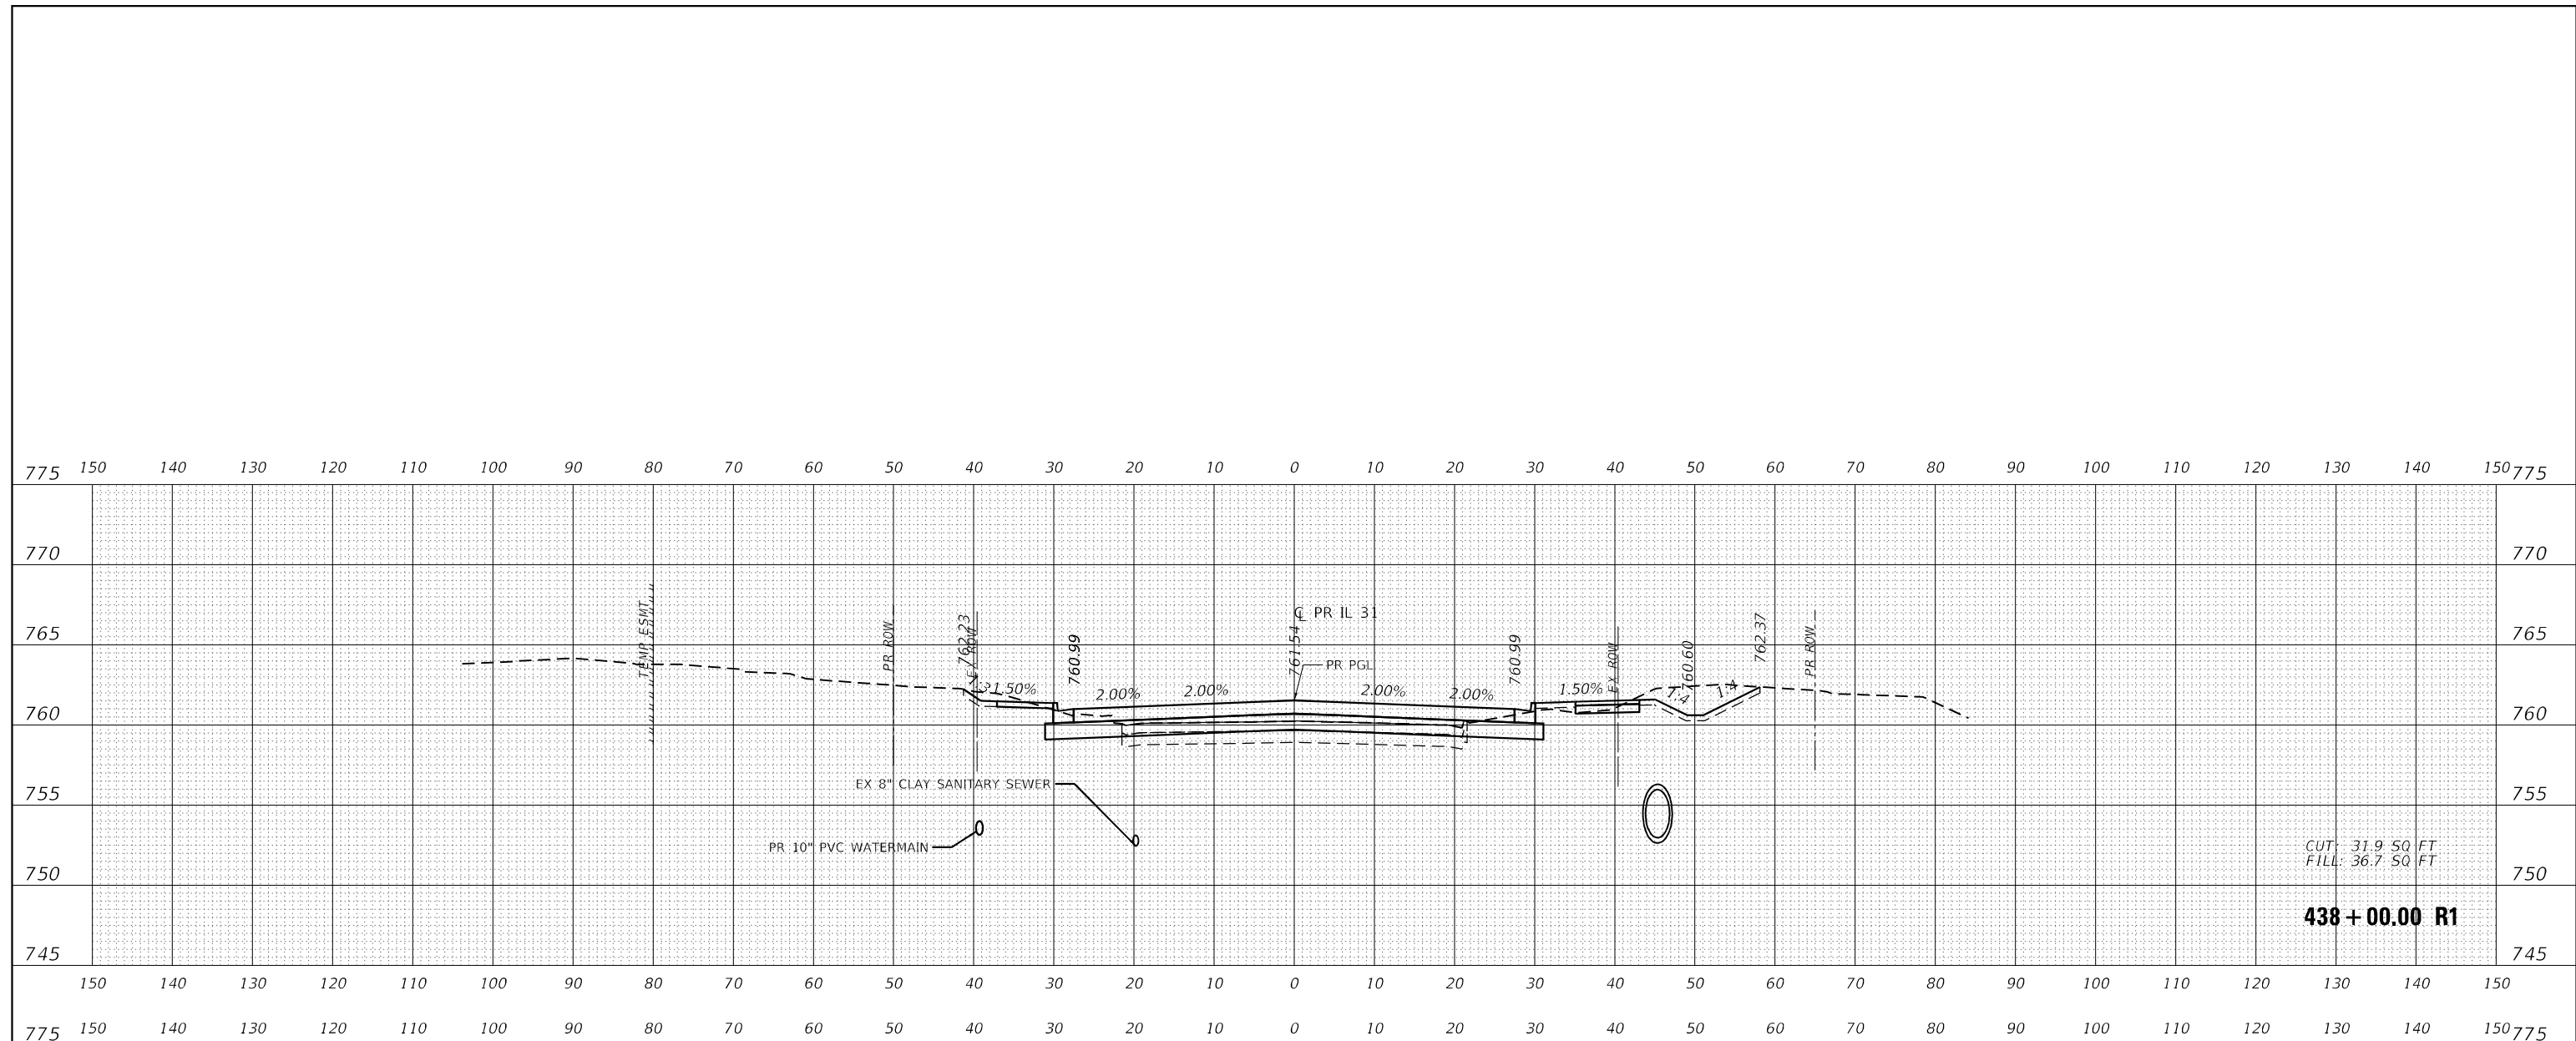 775 150 140 130 120 110 100 90 80 70 60 50 40 30 20 10 0 10 20 30 40 50 60 70 80 90 100 110 120 130 140 150 775
770 770
765 765
760 760
755 755
750 750
745 745
TEMP ESMT
PR ROW
762.23
EX ROW
760.99
761.54
℄ PR IL 31
PR PGL
760.99
EX ROW
760.60
762.37
PR ROW
1:3
1.50%
2.00%
2.00%
2.00%
2.00%
1.50%
1:4
1:4
EX 8" CLAY SANITARY SEWER
PR 10" PVC WATERMAIN
CUT: 31.9 SQ FT
FILL: 36.7 SQ FT
438+00.00 R1
150 140 130 120 110 100 90 80 70 60 50 40 30 20 10 0 10 20 30 40 50 60 70 80 90 100 110 120 130 140 150
775 150 140 130 120 110 100 90 80 70 60 50 40 30 20 10 0 10 20 30 40 50 60 70 80 90 100 110 120 130 140 150 775